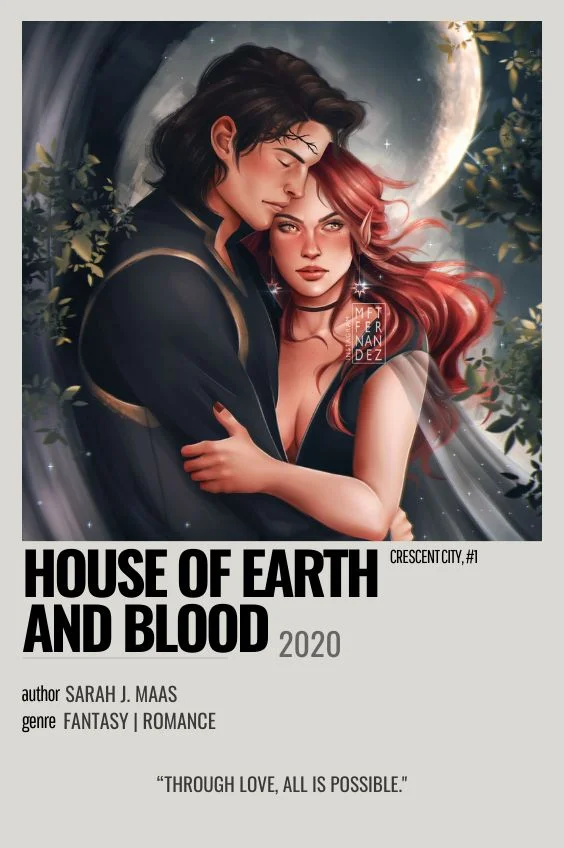 INSTAGRAM
MFT
FER
NAN
DEZ
HOUSE OF EARTH
CRESCENT CITY, #1
AND BLOOD 2020
author SARAH J. MAAS
genre FANTASY | ROMANCE
“THROUGH LOVE, ALL IS POSSIBLE."